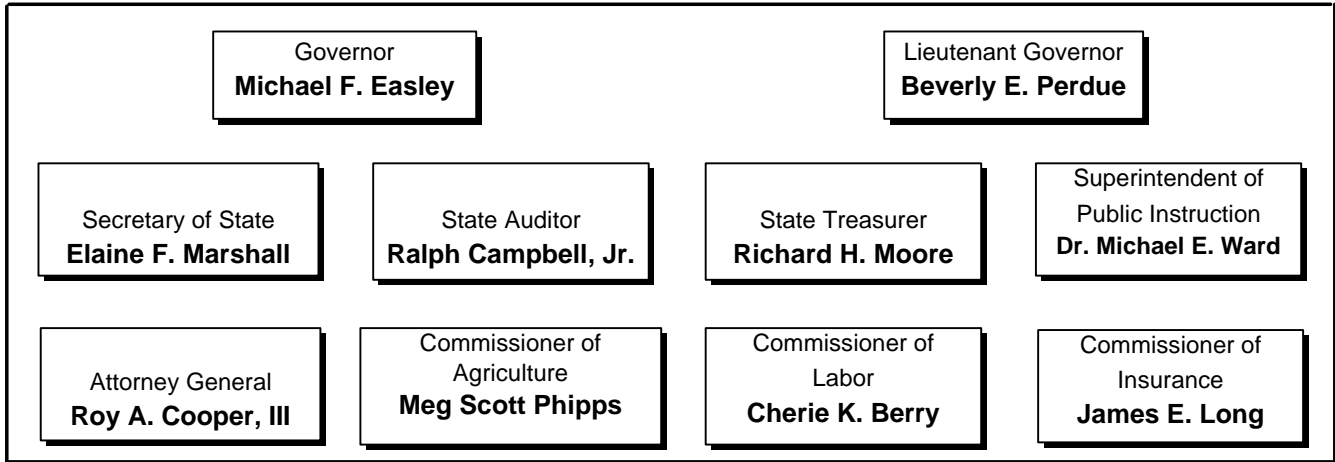 Governor
Michael F. Easley
Lieutenant Governor
Beverly E. Perdue
Secretary of State
Elaine F. Marshall
State Auditor
Ralph Campbell, Jr.
State Treasurer
Richard H. Moore
Superintendent of
Public Instruction
Dr. Michael E. Ward
Attorney General
Roy A. Cooper, III
Commissioner of
Agriculture
Meg Scott Phipps
Commissioner of
Labor
Cherie K. Berry
Commissioner of
Insurance
James E. Long